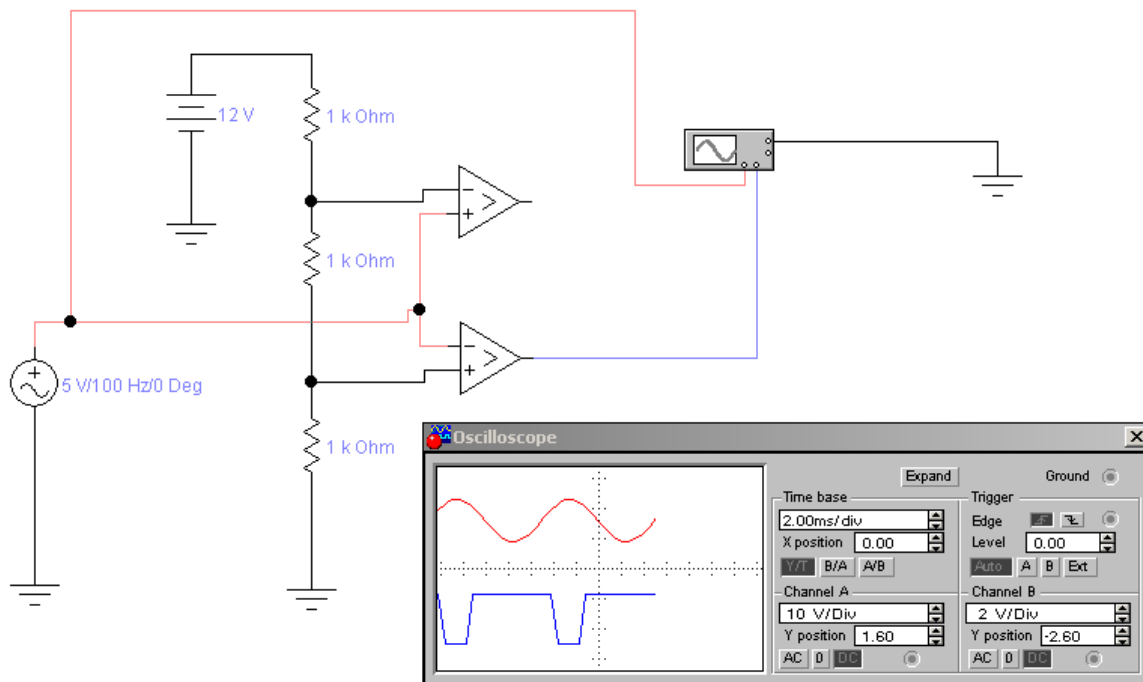 12 V
1 k Ohm
1 k Ohm
5 V/100 Hz/0 Deg
1 k Ohm
Oscilloscope
Expand
Ground
Time base
Trigger
2.00ms/div
Edge
X position 0.00
Level 0.00
Y/T B/A A/B
Auto A B Ext
Channel A
Channel B
10 V/Div
2 V/Div
Y position 1.60
Y position -2.60
AC 0 DC
AC 0 DC